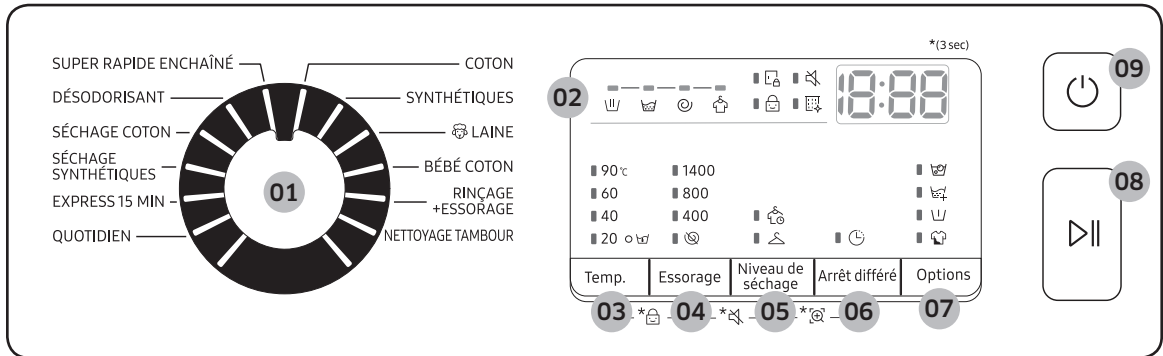 *(3 sec)
SUPER RAPIDE ENCHAÎNÉ
COTON
09
DÉSODORISANT
SYNTHÉTIQUES
02
18:88
SÉCHAGE COTON
LAINE
SÉCHAGE
SYNTHÉTIQUES
BÉBÉ COTON
01
EXPRESS 15 MIN
RINÇAGE
+ESSORAGE
QUOTIDIEN
NETTOYAGE TAMBOUR
90 °C
1400
60
800
40
400
20
08
Temp.
Essorage
Niveau de
séchage
Arrêt différé
Options
03
*
04
*
05
*
06
07